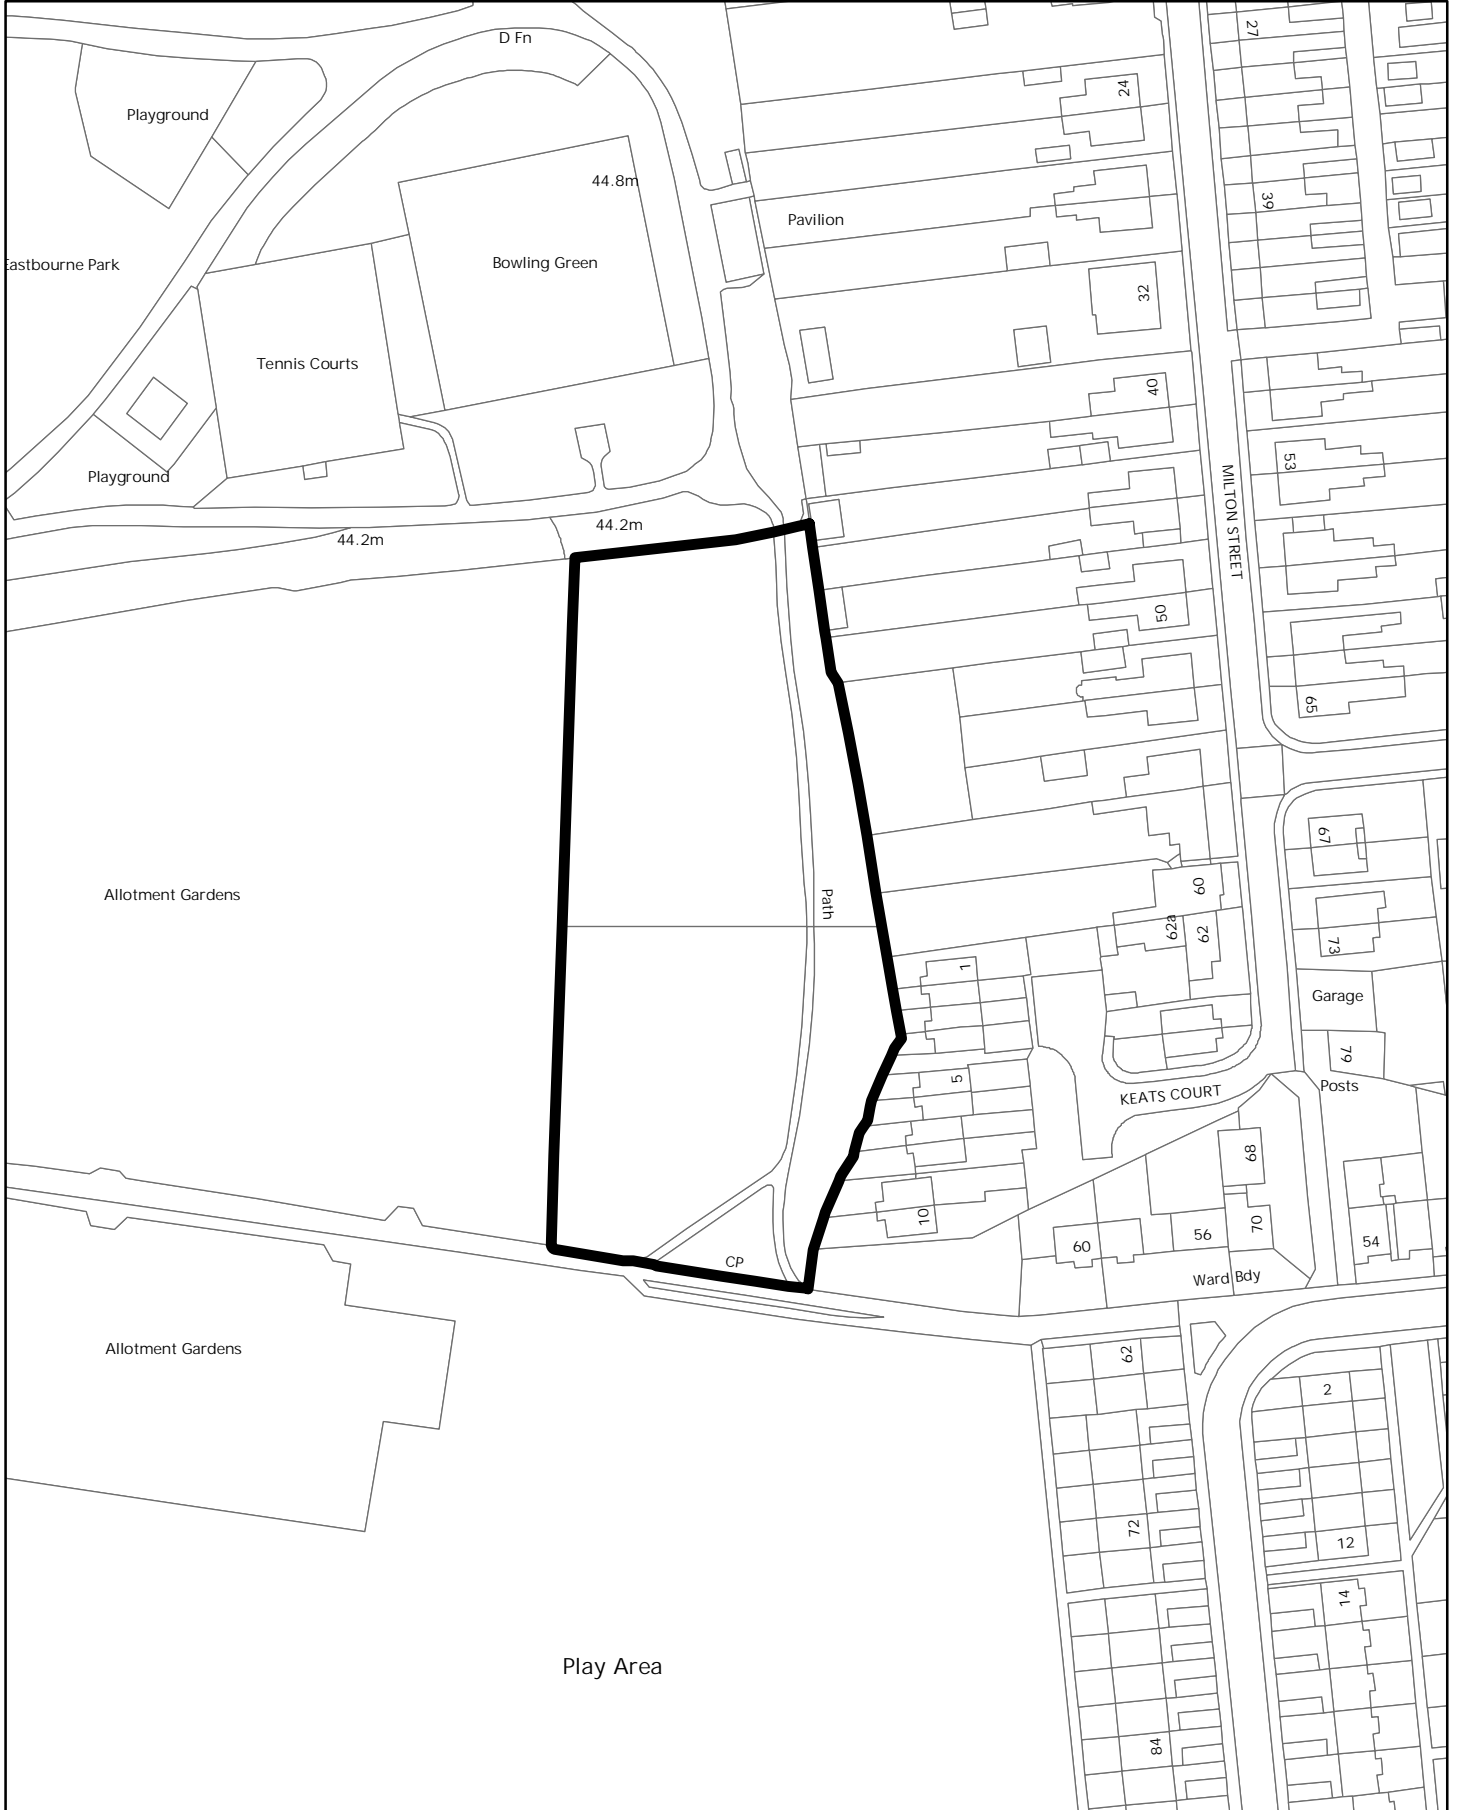 D Fn
27
24
Playground
44.8m
39
Pavilion
Eastbourne Park
Bowling Green
32
Tennis Courts
40
53
Playground
MILTON STREET
44.2m
44.2m
50
65
67
60
Allotment Gardens
Path
62a
62
73
1
Garage
79
5
Posts
KEATS COURT
68
10
70
56
54
60
CP
Ward Bdy
Allotment Gardens
62
2
72
12
14
Play Area
84